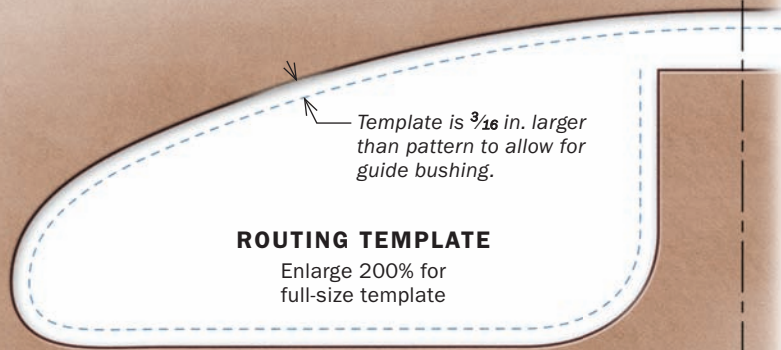 Template is 3⁄16 in. larger
than pattern to allow for
guide bushing.
ROUTING TEMPLATE
Enlarge 200% for
full-size template